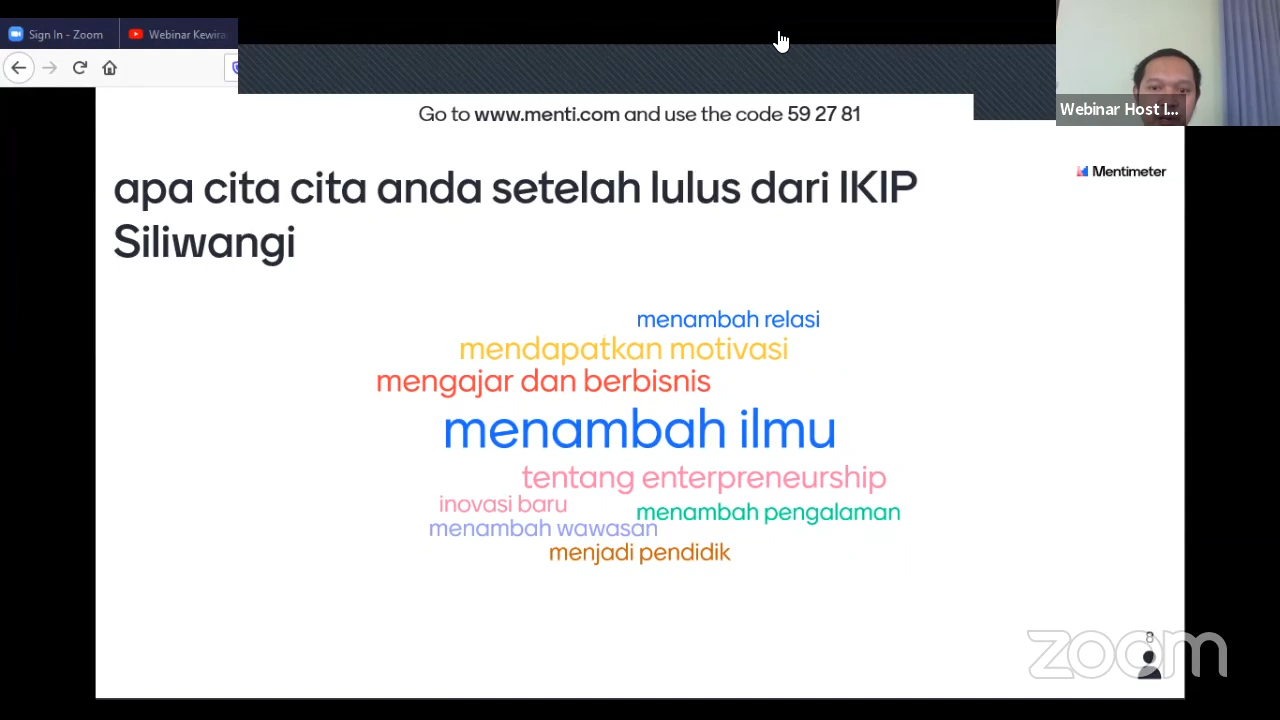 Sign In - Zoom
Webinar Kewira
Go to www.menti.com and use the code 59 27 81
Webinar Host I...
Mentimeter
apa cita cita anda setelah lulus dari IKIP
Siliwangi
menambah relasi
mendapatkan motivasi
mengajar dan berbisnis
menambah ilmu
tentang enterpreneurship
inovasi baru
menambah pengalaman
menambah wawasan
menjadi pendidik
8
zoom